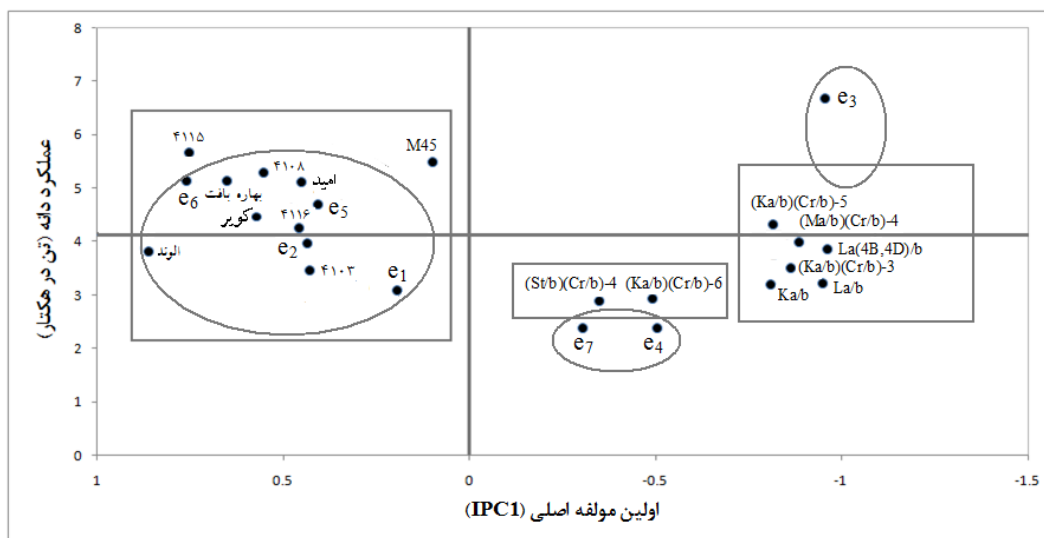 عملکرد دانه (تن در هکتار)
8
7
6
5
4
3
2
1
0
e3
۴۱۱۵
M45
۴۱۰۸
امید
e6
بهاره بافت
e5
کویر
۴۱۱۶
الوند
e2
۴۱۰۳
e1
(Ka/b)(Cr/b)-5
(Ma/b)(Cr/b)-4
La(4B,4D)/b
(Ka/b)(Cr/b)-3
Ka/b
La/b
(St/b)(Cr/b)-4
(Ka/b)(Cr/b)-6
e7
e4
1
0.5
0
-0.5
-1
-1.5
اولین مولفه اصلی (IPC1)